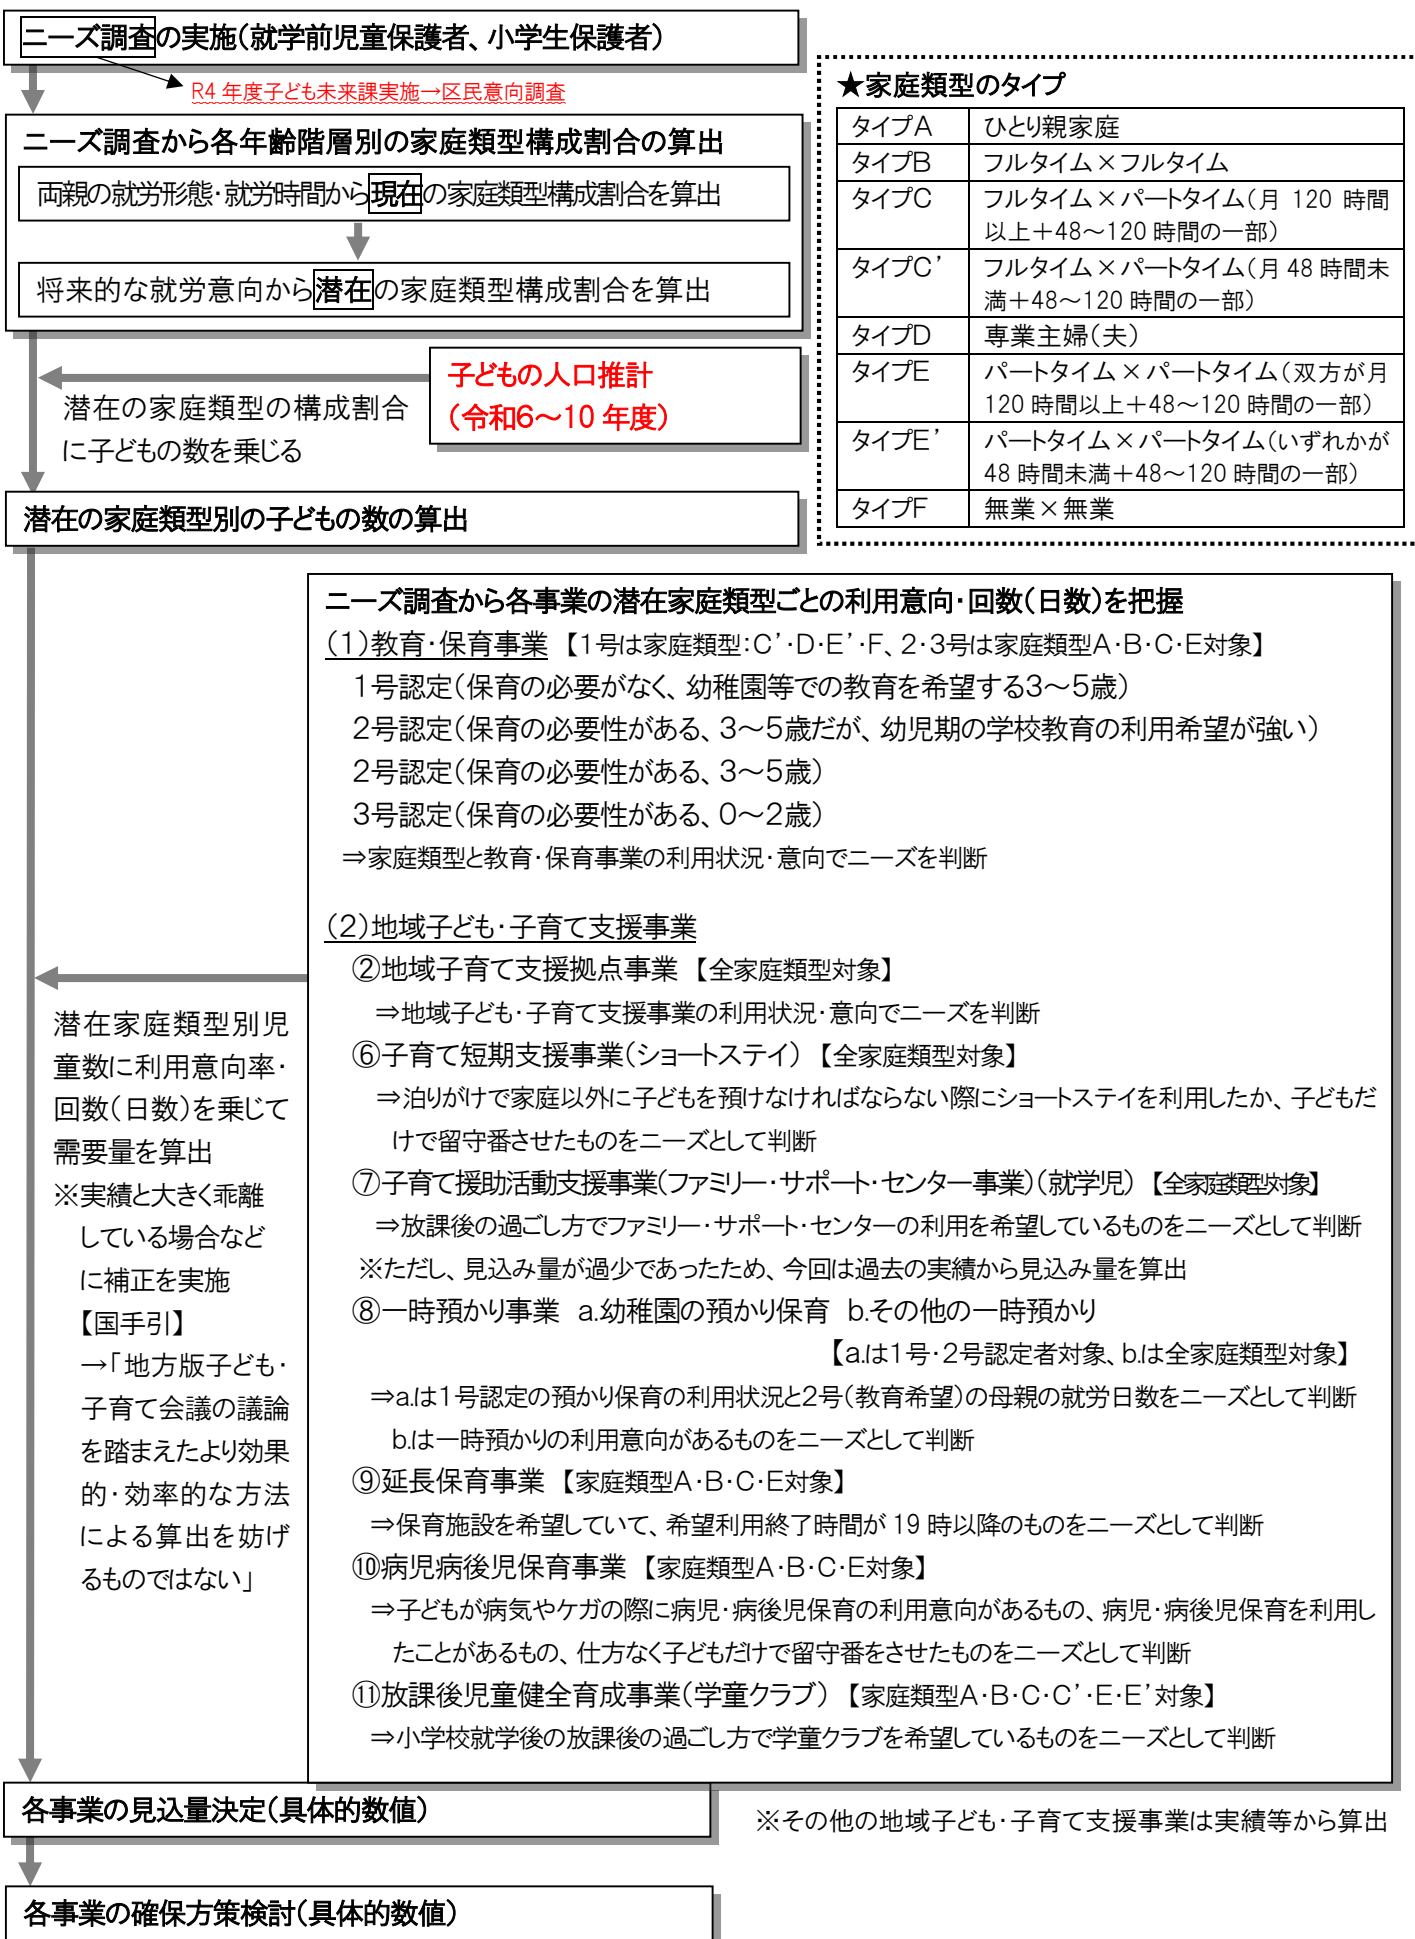 ニーズ調査の実施(就学前児童保護者、小学生保護者)
R4 年度子ども未来課実施→区民意向調査
ニーズ調査から各年齢階層別の家庭類型構成割合の算出
両親の就労形態・就労時間から現在の家庭類型構成割合を算出
将来的な就労意向から潜在の家庭類型構成割合を算出
子どもの人口推計
(令和6～10 年度)
潜在の家庭類型の構成割合
に子どもの数を乗じる
潜在の家庭類型別の子どもの数の算出
★家庭類型のタイプ
タイプA ひとり親家庭
タイプB フルタイム×フルタイム
タイプC フルタイム×パートタイム(月 120 時間
以上＋48～120 時間の一部)
タイプC’ フルタイム×パートタイム(月 48 時間未
満＋48～120 時間の一部)
タイプD 専業主婦(夫)
タイプE パートタイム×パートタイム(双方が月
120 時間以上＋48～120 時間の一部)
タイプE’ パートタイム×パートタイム(いずれかが
48 時間未満＋48～120 時間の一部)
タイプF 無業×無業
ニーズ調査から各事業の潜在家庭類型ごとの利用意向・回数(日数)を把握
(1)教育・保育事業 【1号は家庭類型:C’・D・E’・F、2・3号は家庭類型A・B・C・E対象】
1号認定(保育の必要がなく、幼稚園等での教育を希望する3～5歳)
2号認定(保育の必要性がある、3～5歳だが、幼児期の学校教育の利用希望が強い)
2号認定(保育の必要性がある、3～5歳)
3号認定(保育の必要性がある、0～2歳)
⇒家庭類型と教育・保育事業の利用状況・意向でニーズを判断
(2)地域子ども・子育て支援事業
②地域子育て支援拠点事業 【全家庭類型対象】
⇒地域子ども・子育て支援事業の利用状況・意向でニーズを判断
⑥子育て短期支援事業(ショートステイ) 【全家庭類型対象】
⇒泊りがけで家庭以外に子どもを預けなければならない際にショートステイを利用したか、子どもだ
けで留守番させたものをニーズとして判断
⑦子育て援助活動支援事業(ファミリー・サポート・センター事業)(就学児) 【全家庭類型対象】
⇒放課後の過ごし方でファミリー・サポート・センターの利用を希望しているものをニーズとして判断
※ただし、見込み量が過少であったため、今回は過去の実績から見込み量を算出
⑧一時預かり事業 a.幼稚園の預かり保育 b.その他の一時預かり
【a.は1号・2号認定者対象、b.は全家庭類型対象】
⇒a.は1号認定の預かり保育の利用状況と2号(教育希望)の母親の就労日数をニーズとして判断
b.は一時預かりの利用意向があるものをニーズとして判断
⑨延長保育事業 【家庭類型A・B・C・E対象】
⇒保育施設を希望していて、希望利用終了時間が 19 時以降のものをニーズとして判断
⑩病児病後児保育事業 【家庭類型A・B・C・E対象】
⇒子どもが病気やケガの際に病児・病後児保育の利用意向があるもの、病児・病後児保育を利用し
たことがあるもの、仕方なく子どもだけで留守番をさせたものをニーズとして判断
⑪放課後児童健全育成事業(学童クラブ) 【家庭類型A・B・C・C’・E・E’対象】
⇒小学校就学後の放課後の過ごし方で学童クラブを希望しているものをニーズとして判断
潜在家庭類型別児
童数に利用意向率・
回数(日数)を乗じて
需要量を算出
※実績と大きく乖離
している場合など
に補正を実施
【国手引】
→「地方版子ども・
子育て会議の議論
を踏まえたより効果
的・効率的な方法
による算出を妨げ
るものではない」
各事業の見込量決定(具体的数値)
※その他の地域子ども・子育て支援事業は実績等から算出
各事業の確保方策検討(具体的数値)